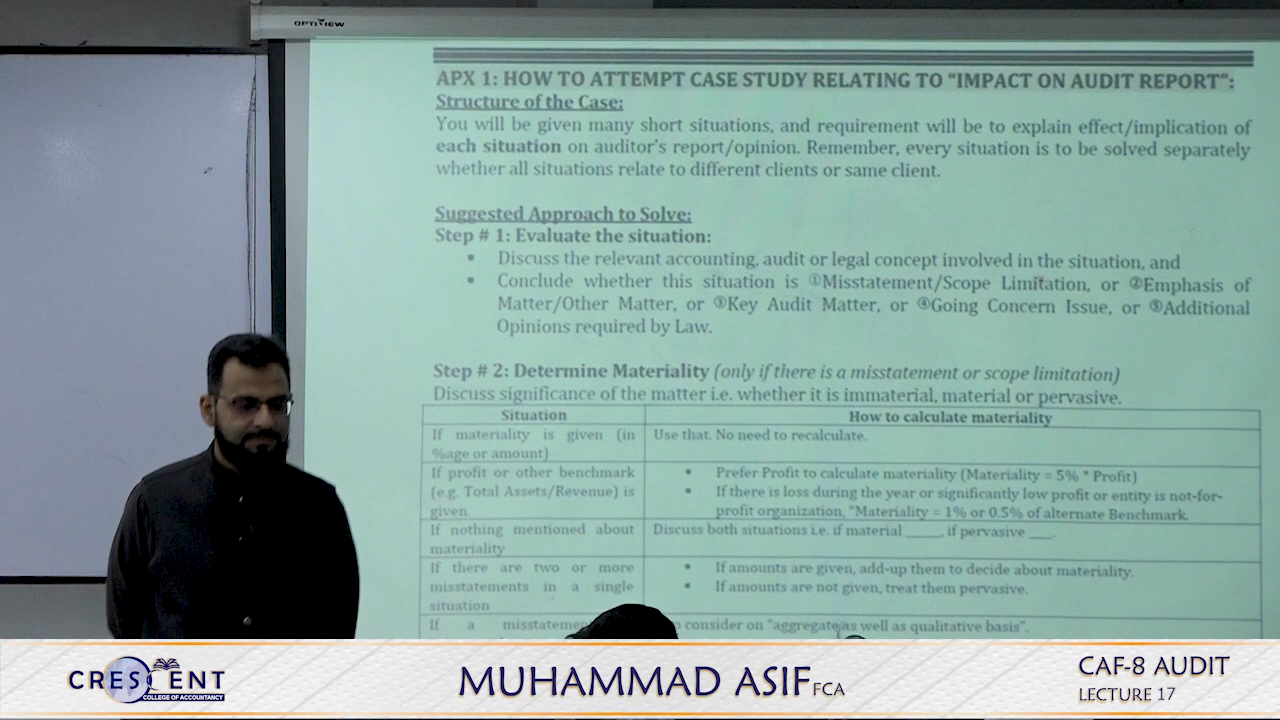 OPTIVIEW
APX 1: HOW TO ATTEMPT CASE STUDY RELATING TO “IMPACT ON AUDIT REPORT”:
Structure of the Case:
You will be given many short situations, and requirement will be to explain effect/implication of
each situation on auditor’s report/opinion. Remember, every situation is to be solved separately
whether all situations relate to different clients or same client.
Suggested Approach to Solve:
Step # 1: Evaluate the situation:
• Discuss the relevant accounting, audit or legal concept involved in the situation, and
• Conclude whether this situation is ①Misstatement/Scope Limitation, or ②Emphasis of
Matter/Other Matter, or ③Key Audit Matter, or ④Going Concern Issue, or ⑤Additional
Opinions required by Law.
Step # 2: Determine Materiality (only if there is a misstatement or scope limitation)
Discuss significance of the matter i.e. whether it is immaterial, material or pervasive.
Situation
How to calculate materiality
If materiality is given (in
%age or amount)
Use that. No need to recalculate.
If profit or other benchmark
(e.g. Total Assets/Revenue) is
given.
• Prefer Profit to calculate materiality (Materiality = 5% * Profit)
• If there is loss during the year or significantly low profit or entity is not-for-
profit organization, “Materiality = 1% or 0.5% of alternate Benchmark.
If nothing mentioned about
materiality
Discuss both situations i.e. if material _____, if pervasive ___.
If there are two or more
misstatements in a single
situation
• If amounts are given, add-up them to decide about materiality.
• If amounts are not given, treat them pervasive.
If a
consider on “aggregate as well as qualitative basis”.
CRESCENT
COLLEGE OF ACCOUNTANCY
MUHAMMAD ASIF FCA
CAF-8 AUDIT
LECTURE 17